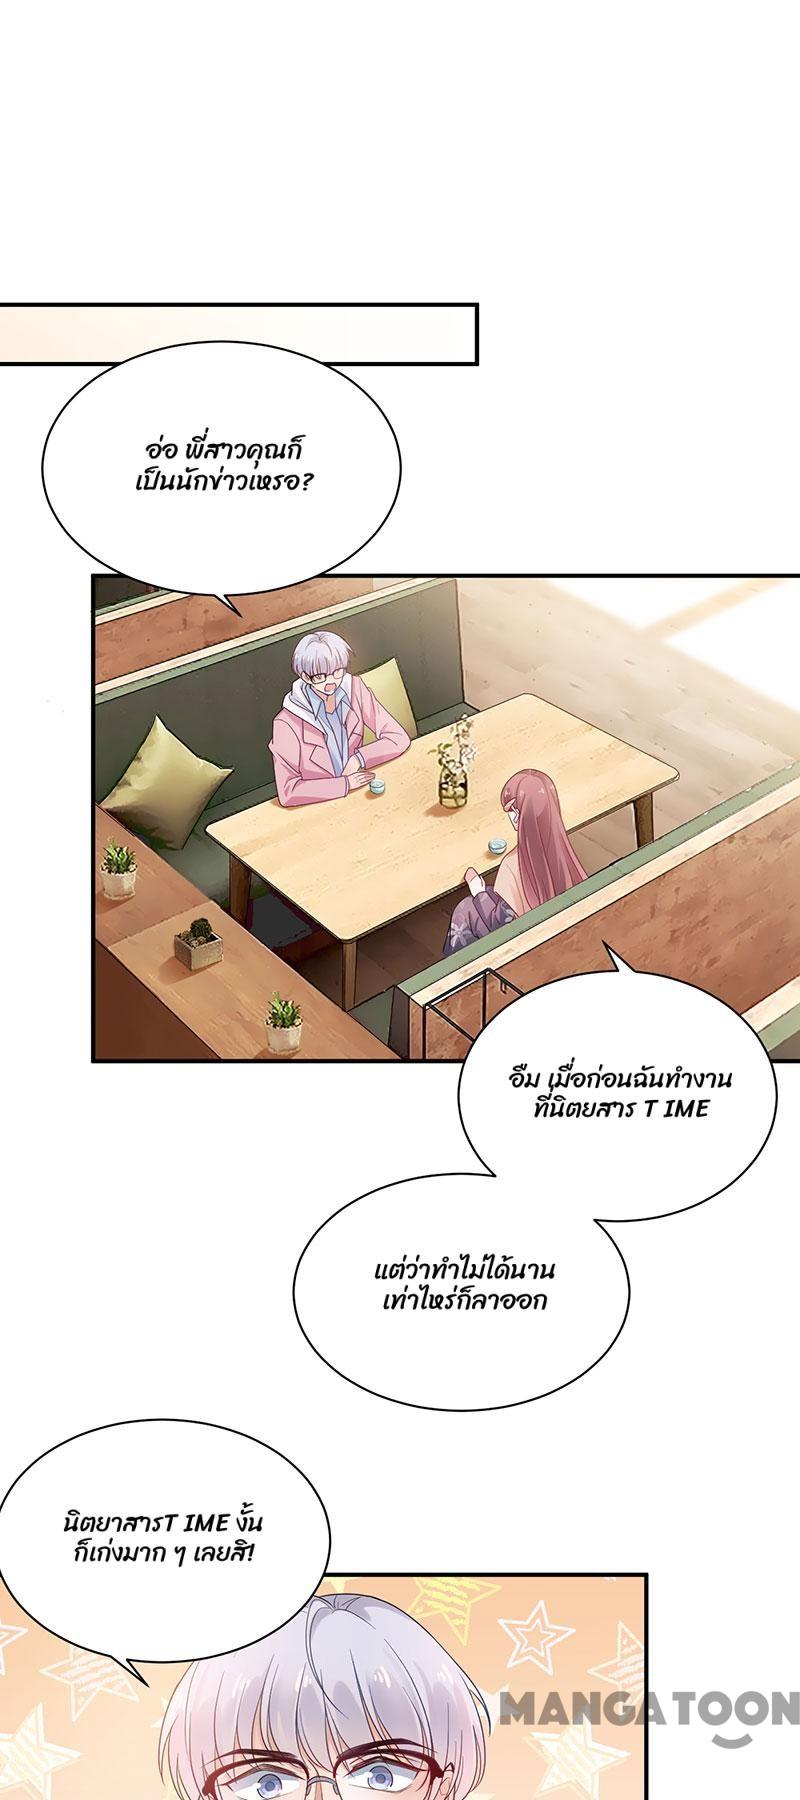 อ่อ พี่สาวคุณก็
เป็นนักข่าวเหรอ?
อืม เมื่อก่อนฉันทำงาน
ที่นิตยสาร T IME
แต่ว่าทำไม่ได้นาน
เท่าไหร่ก็ลาออก
นิตยาสารT IME งั้น
ก็เก่งมาก ๆ เลยสิ!
MANGATOON